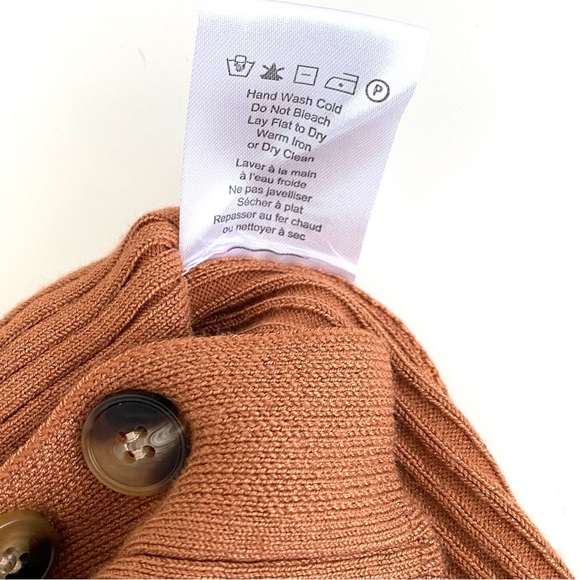 P
Hand Wash Cold
Do Not Bleach
Lay Flat to Dry
Warm Iron
or Dry Clean
Laver à la main
à l'eau froide
Ne pas javelliser
Sécher à plat
Repasser au fer chaud
ou nettoyer à sec